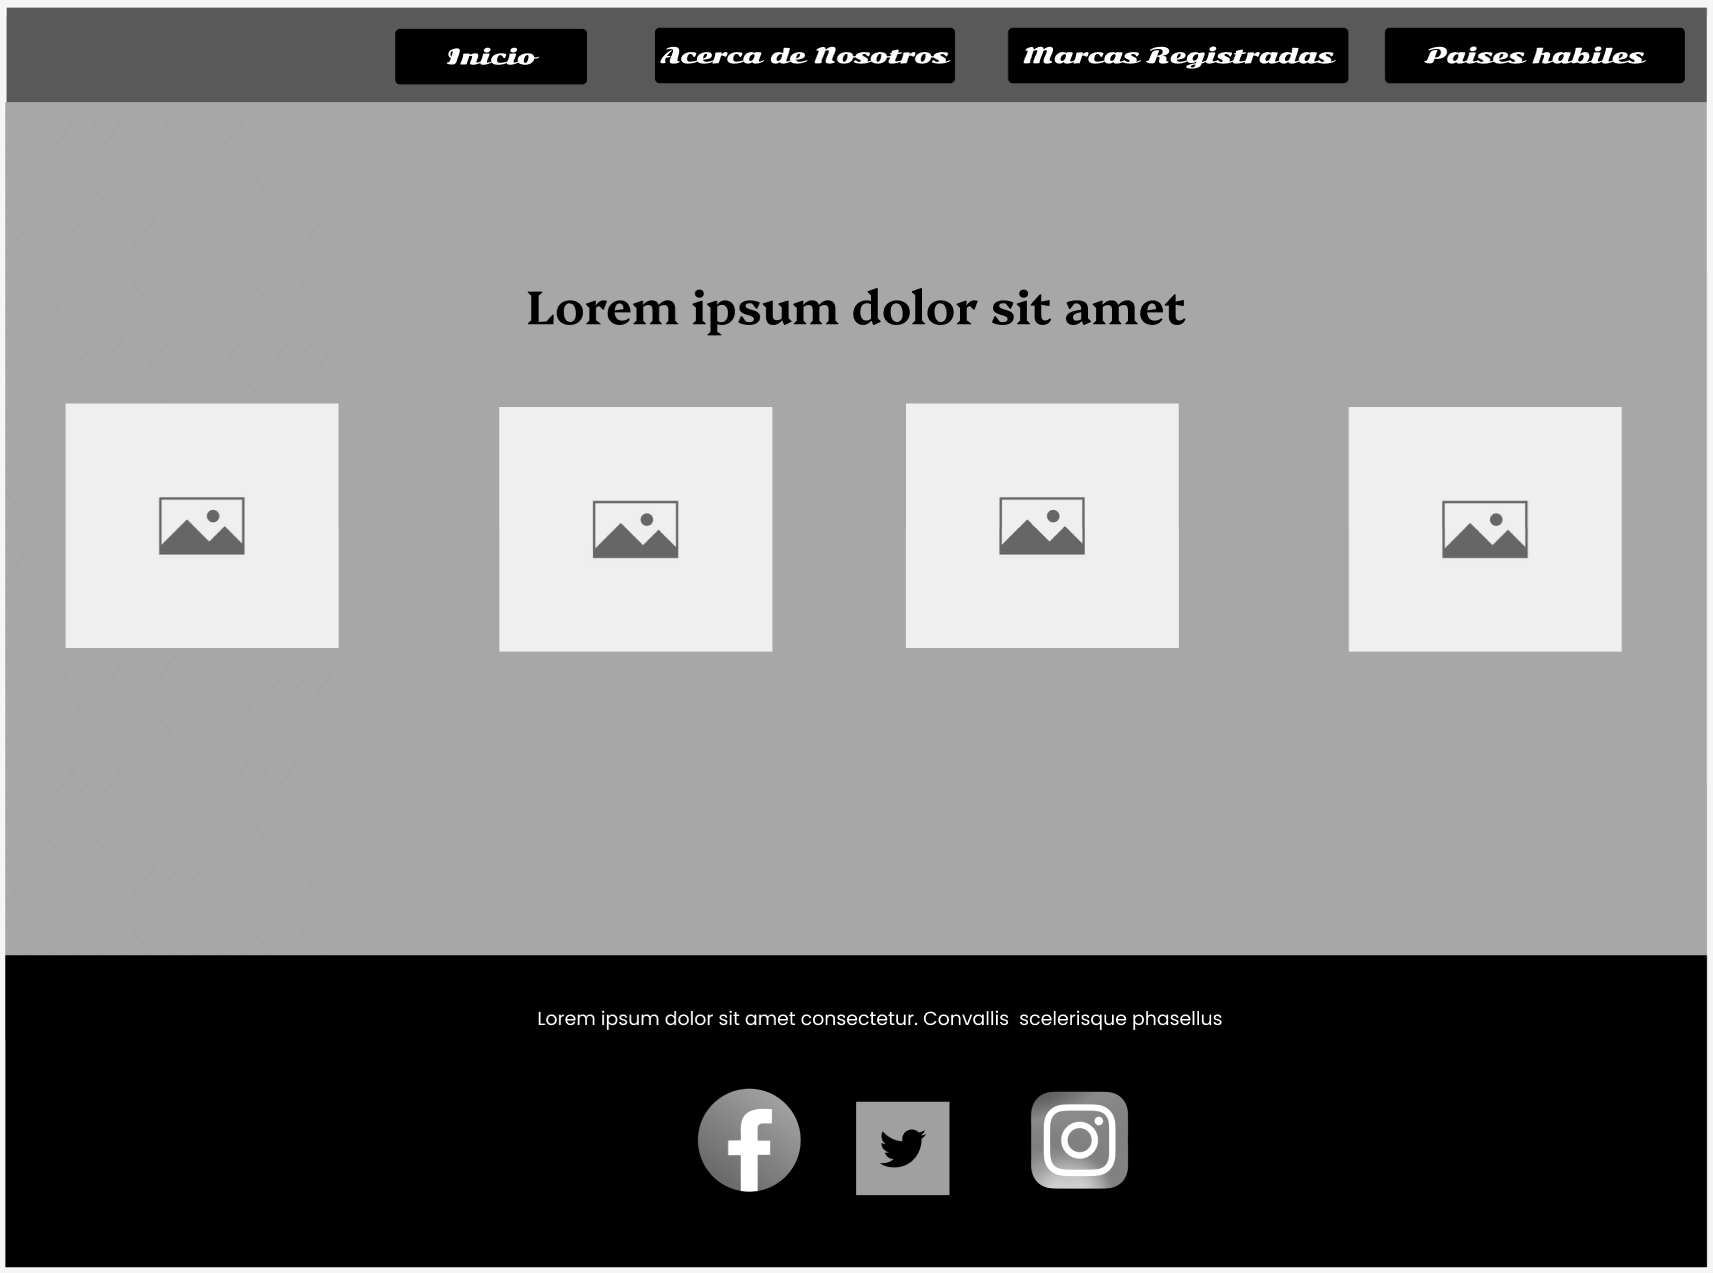 Inicio
Acerca de Nosotros
Marcas Registradas
Paises habiles
Lorem ipsum dolor sit amet
Lorem ipsum dolor sit amet consectetur. Convallis  scelerisque phasellus